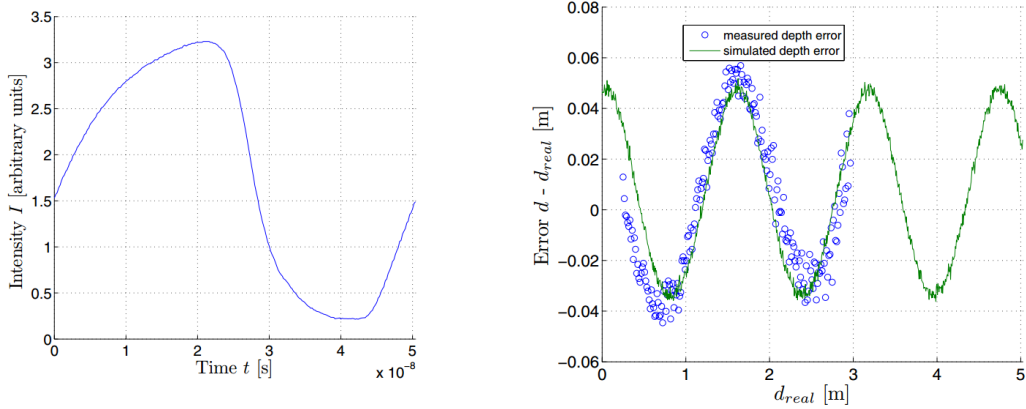 Intensity I [arbitrary units]
3.5
3
2.5
2
1.5
1
0.5
0
0 1 2 3 4 5
x 10⁻⁸
Time t [s]
Error d - d_real [m]
0.08
0.06
0.04
0.02
0
−0.02
−0.04
−0.06
measured depth error
simulated depth error
0 1 2 3 4 5
d_real [m]